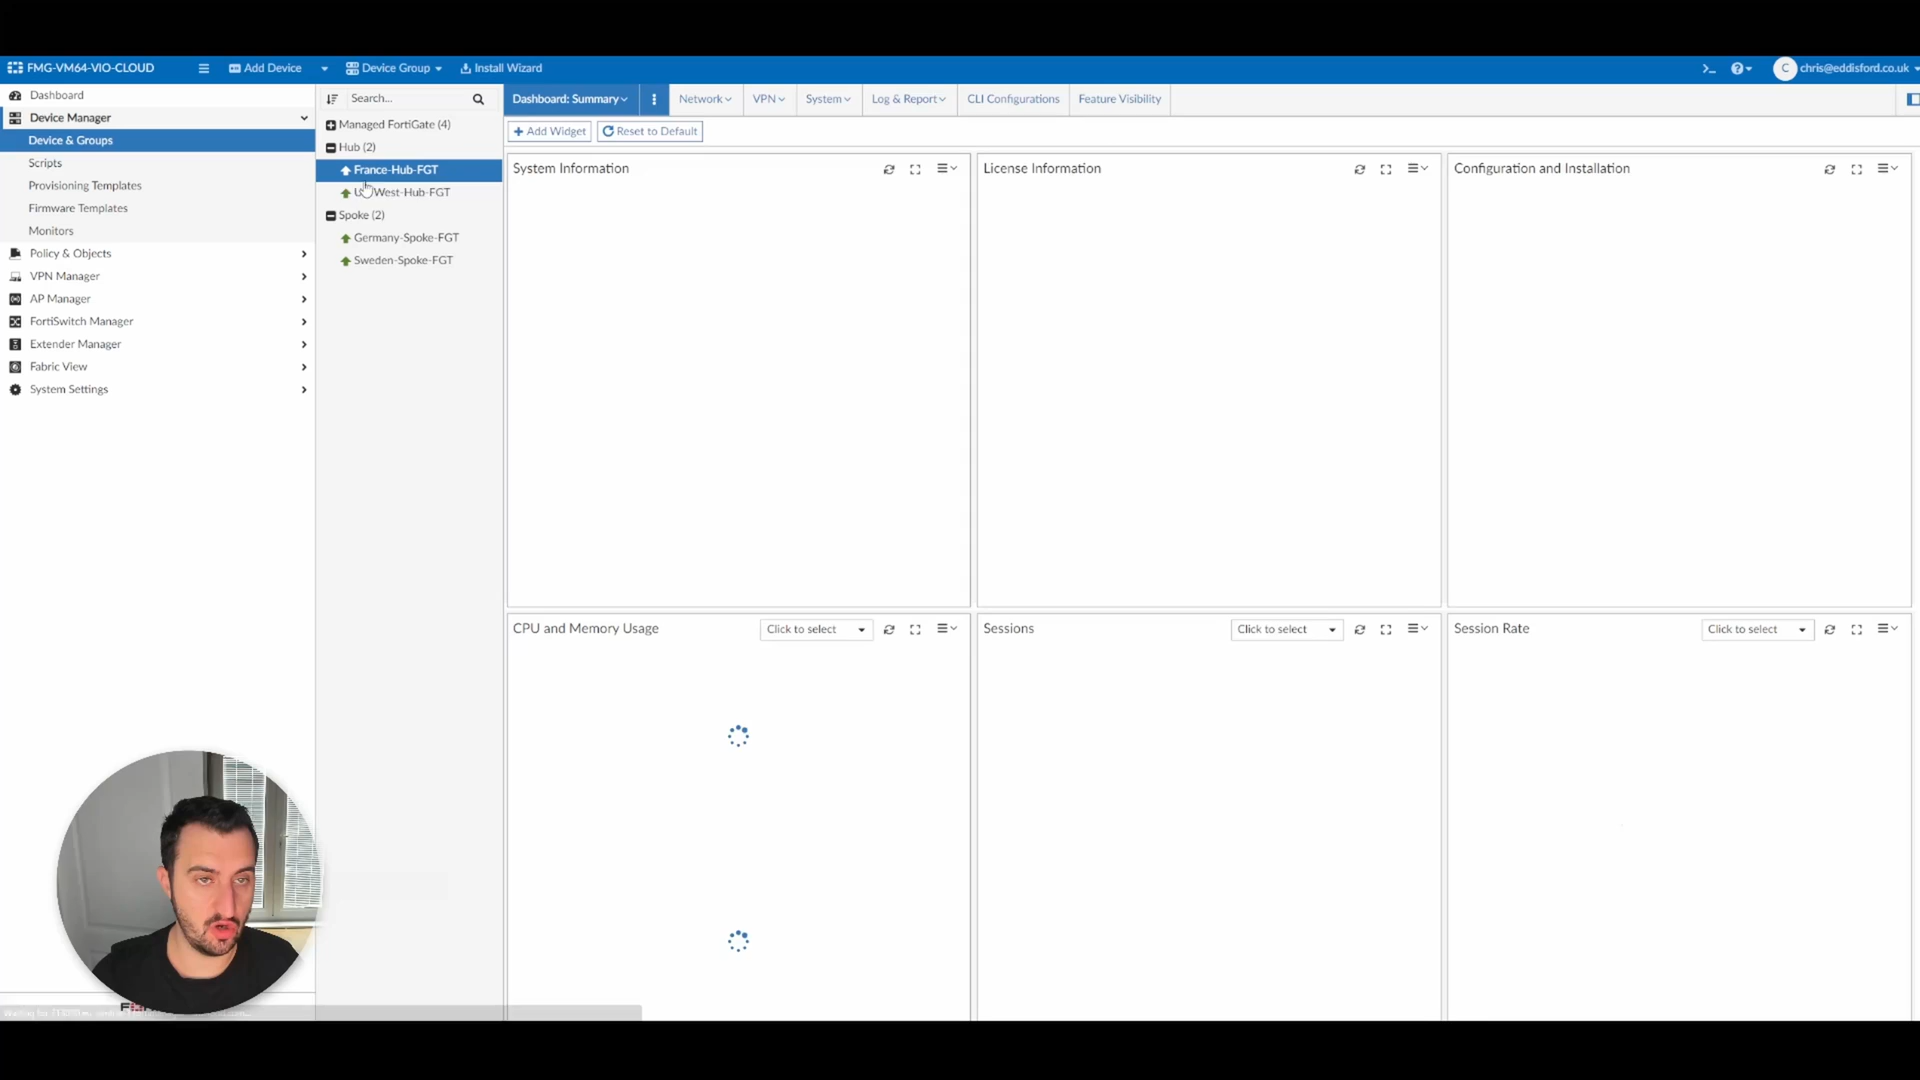 FMG-VM64-VIO-CLOUD
Add Device
Device Group
Install Wizard
chris@eddisford.co.uk
C
Dashboard
Device Manager
Device & Groups
Scripts
Provisioning Templates
Firmware Templates
Monitors
Policy & Objects
VPN Manager
AP Manager
FortiSwitch Manager
Extender Manager
Fabric View
System Settings
Search...
Managed FortiGate (4)
Hub (2)
France-Hub-FGT
West-Hub-FGT
Spoke (2)
Germany-Spoke-FGT
Sweden-Spoke-FGT
Dashboard: Summary
Network
VPN
System
Log & Report
CLI Configurations
Feature Visibility
+ Add Widget
Reset to Default
System Information
License Information
Configuration and Installation
CPU and Memory Usage
Click to select
Sessions
Click to select
Session Rate
Click to select